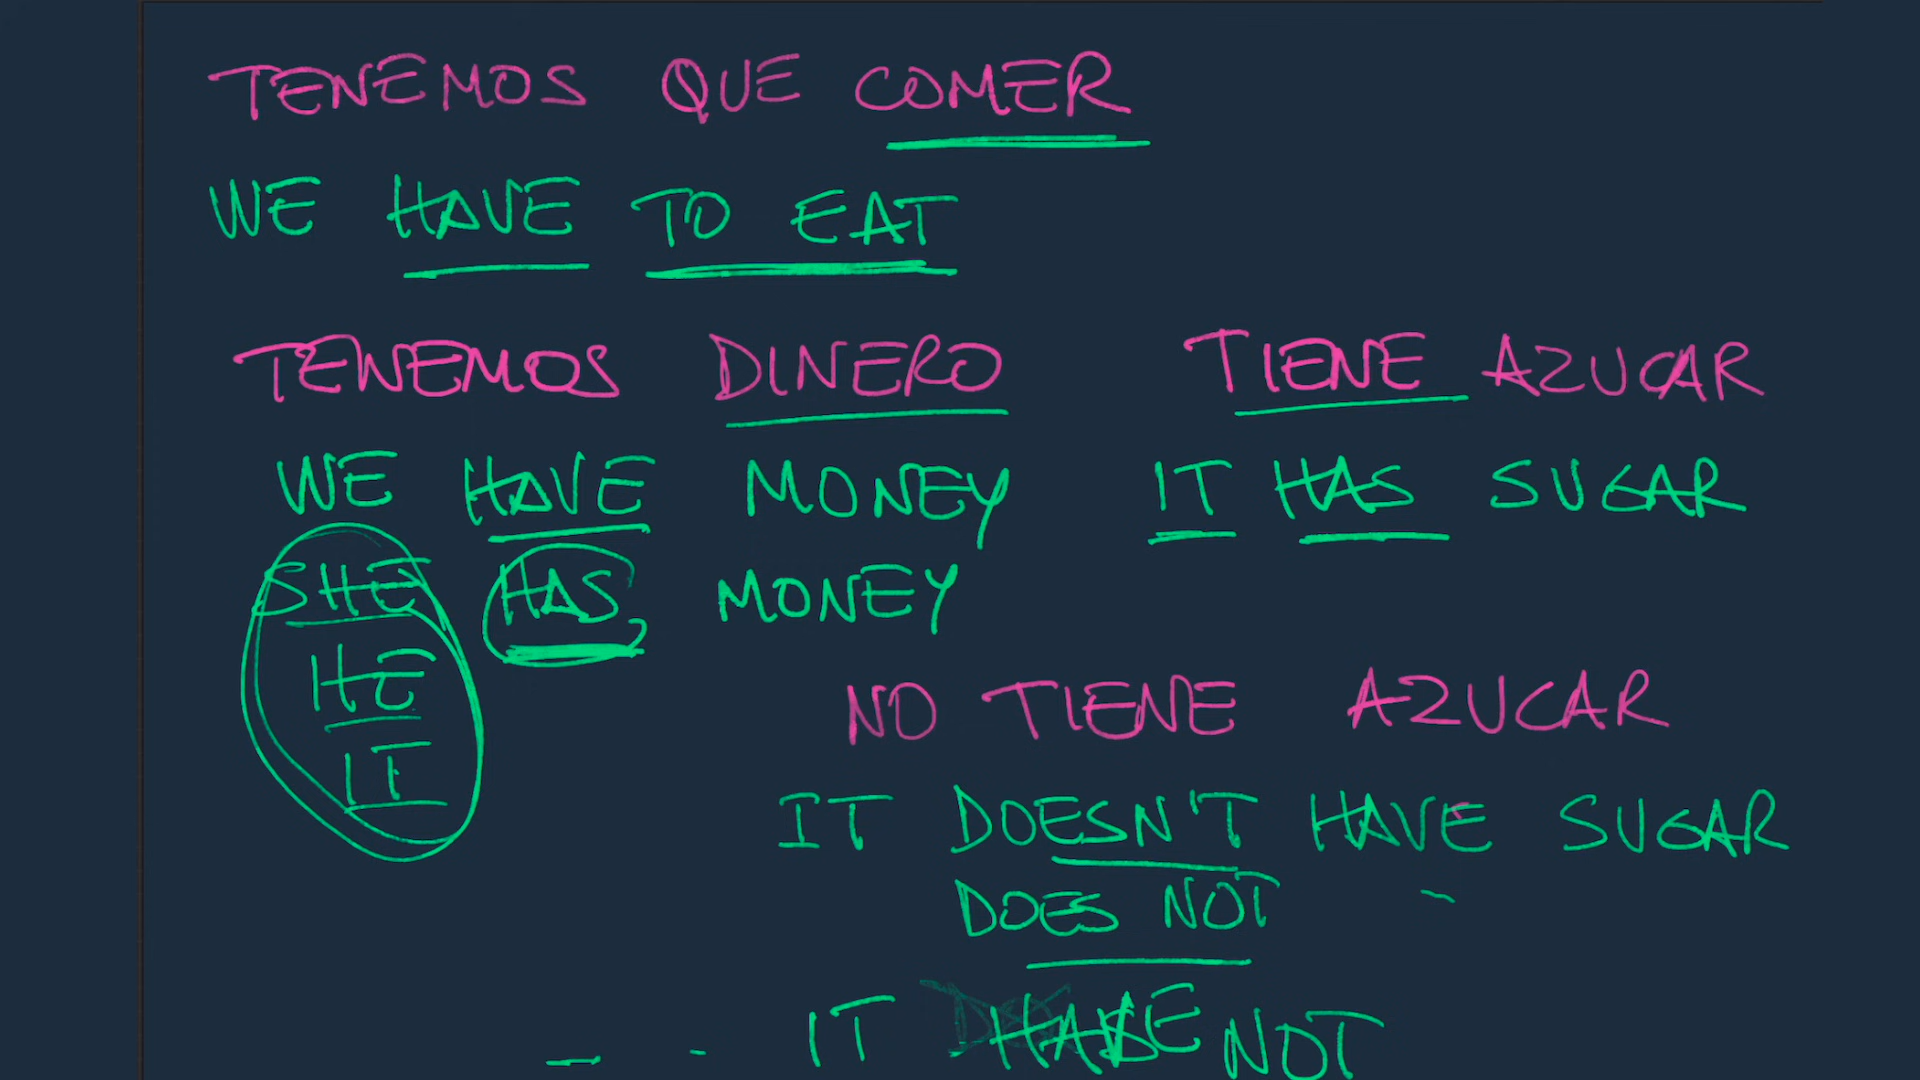 TENEMOS QUE COMER
WE HAVE TO EAT
TENEMOS DINERO
WE HAVE MONEY
SHE HAS MONEY
HE
IT
TIENE AZUCAR
IT HAS SUGAR
NO TIENE AZUCAR
IT DOESN'T HAVE SUGAR
DOES NOT
IT HAVE NOT